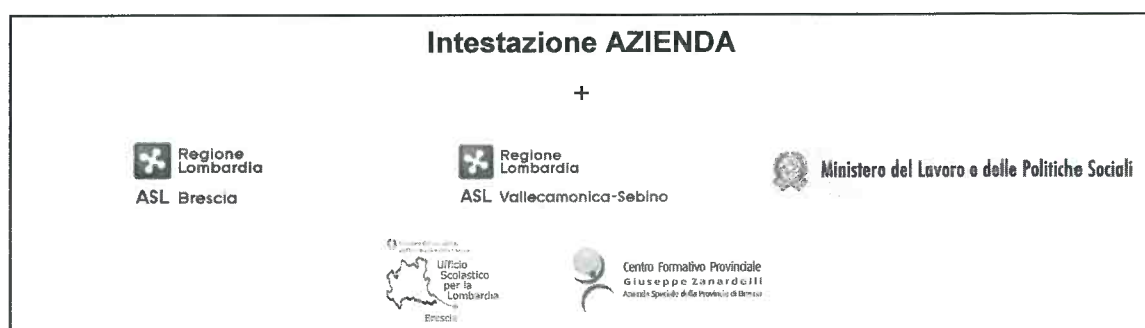 Intestazione AZIENDA
+
Regione
Lombardia
ASL Brescia
Regione
Lombardia
ASL Vallecamonica-Sebino
Ministero del Lavoro e delle Politiche Sociali
Ufficio
Scolastico
per la
Lombardia
Brescia
Centro Formativo Provinciale
Giuseppe Zanardelli
Azienda Speciale della Provincia di Brescia